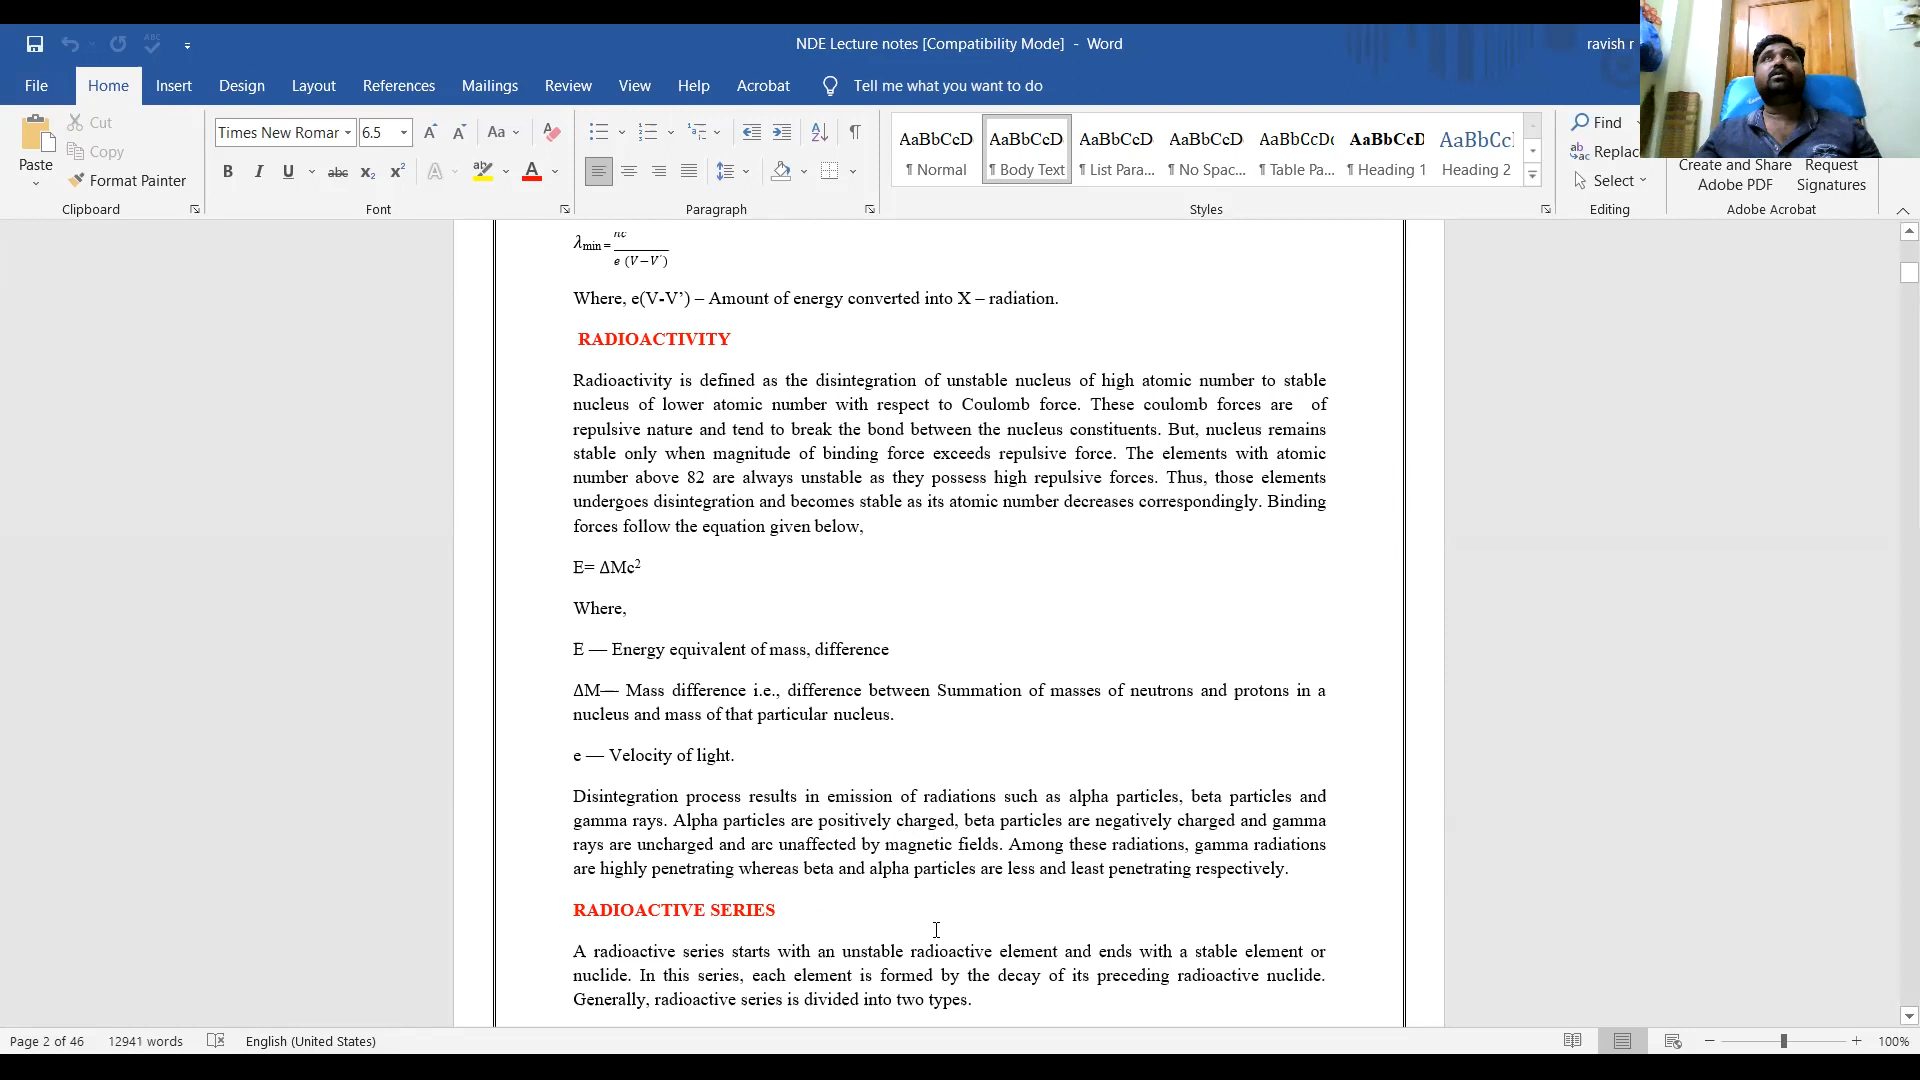 NDE Lecture notes [Compatibility Mode] - Word
ravish r
File Home Insert Design Layout References Mailings Review View Help Acrobat Tell me what you want to do
Paste
Cut
Copy
Format Painter
Clipboard
Times New Romar 6.5
Aa
B I U abc x₂ x² A ab A
Font
Paragraph
AaBbCcD AaBbCcD AaBbCcD AaBbCcD AaBbCcDc AaBbCcD AaBbCcI
¶ Normal ¶ Body Text ¶ List Para... ¶ No Spac... ¶ Table Pa... ¶ Heading 1 Heading 2
Styles
Find
Replac
Select
Editing
Create and Share
Adobe PDF
Request
Signatures
Adobe Acrobat
λmin = hc / e (V−V′)
Where, e(V-V’) – Amount of energy converted into X – radiation.
RADIOACTIVITY
Radioactivity is defined as the disintegration of unstable nucleus of high atomic number to stable
nucleus of lower atomic number with respect to Coulomb force. These coulomb forces are of
repulsive nature and tend to break the bond between the nucleus constituents. But, nucleus remains
stable only when magnitude of binding force exceeds repulsive force. The elements with atomic
number above 82 are always unstable as they possess high repulsive forces. Thus, those elements
undergoes disintegration and becomes stable as its atomic number decreases correspondingly. Binding
forces follow the equation given below,
E= ΔMc²
Where,
E — Energy equivalent of mass, difference
ΔM— Mass difference i.e., difference between Summation of masses of neutrons and protons in a
nucleus and mass of that particular nucleus.
e — Velocity of light.
Disintegration process results in emission of radiations such as alpha particles, beta particles and
gamma rays. Alpha particles are positively charged, beta particles are negatively charged and gamma
rays are uncharged and arc unaffected by magnetic fields. Among these radiations, gamma radiations
are highly penetrating whereas beta and alpha particles are less and least penetrating respectively.
RADIOACTIVE SERIES
A radioactive series starts with an unstable radioactive element and ends with a stable element or
nuclide. In this series, each element is formed by the decay of its preceding radioactive nuclide.
Generally, radioactive series is divided into two types.
Page 2 of 46 12941 words English (United States) 100%